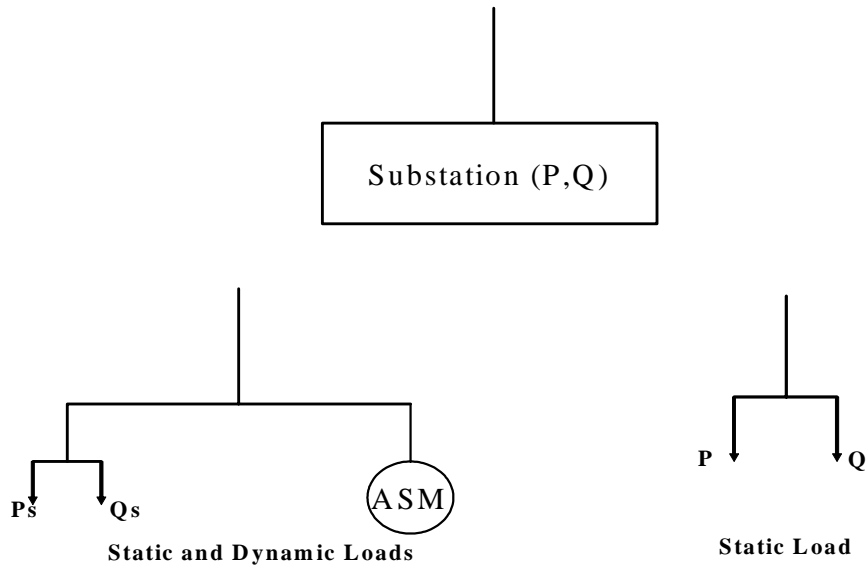 Substation (P,Q)
P
Q
Ps
Qs
ASM
Static and Dynamic Loads
Static Load